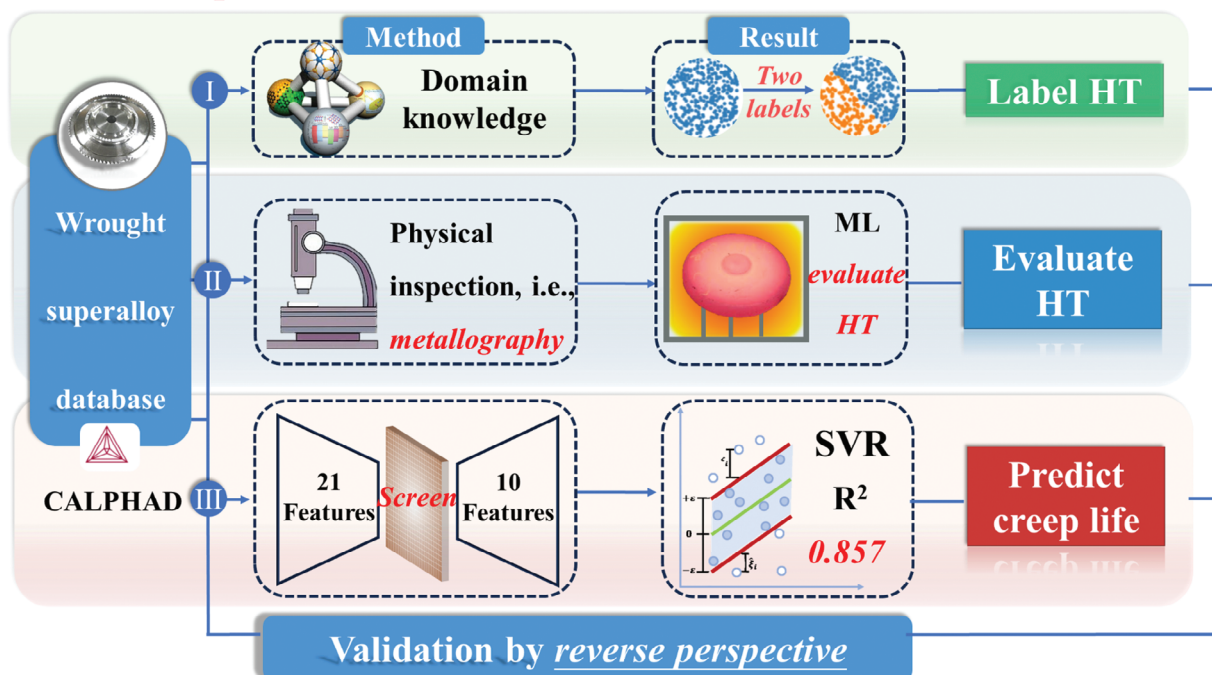 Method
Result
Wrought
superalloy
database
CALPHAD
I
Domain
knowledge
Two
labels
Label HT
II
Physical
inspection, i.e.,
metallography
ML
evaluate
HT
Evaluate
HT
III
21
Features
Screen
10
Features
+ε
0
-ε
ξ̂i
SVR
R²
0.857
Predict
creep life
Validation by reverse perspective